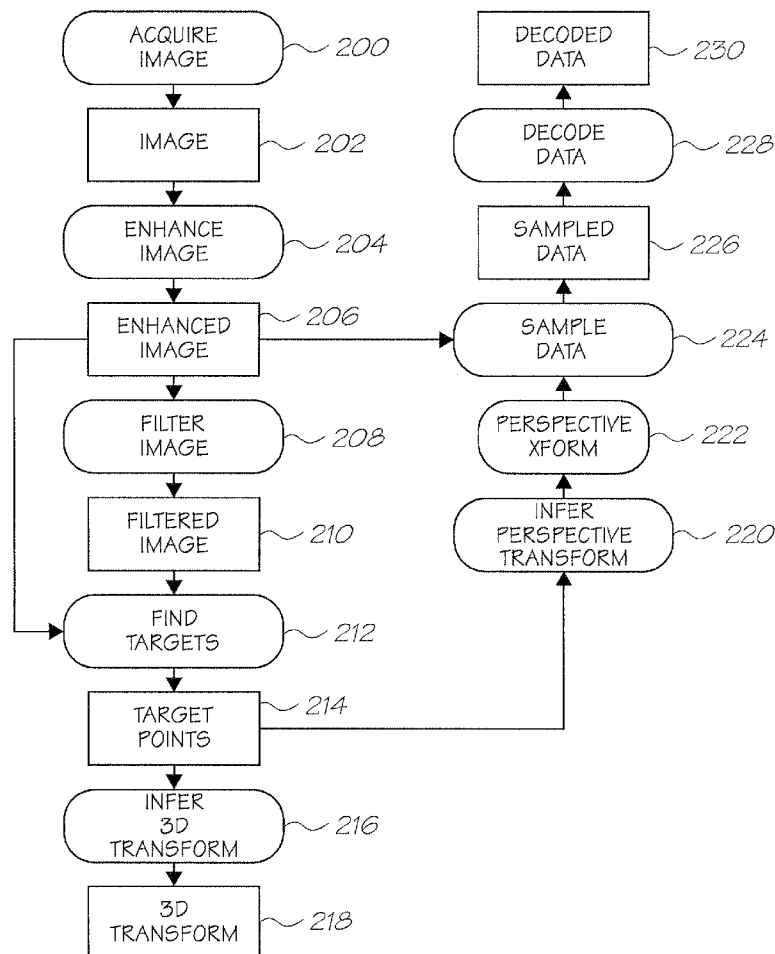 ACQUIRE
IMAGE
200
IMAGE
202
ENHANCE
IMAGE
204
ENHANCED
IMAGE
206
FILTER
IMAGE
208
FILTERED
IMAGE
210
FIND
TARGETS
212
TARGET
POINTS
214
INFER
3D
TRANSFORM
216
3D
TRANSFORM
218
DECODED
DATA
230
DECODE
DATA
228
SAMPLED
DATA
226
SAMPLE
DATA
224
PERSPECTIVE
XFORM
222
INFER
PERSPECTIVE
TRANSFORM
220